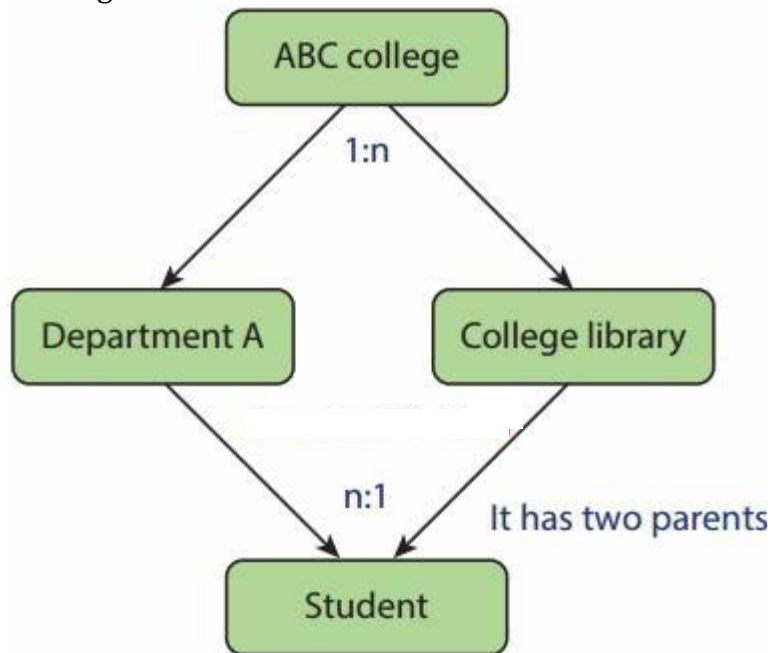 ABC college
1:n
Department A
College library
n:1
It has two parents
Student